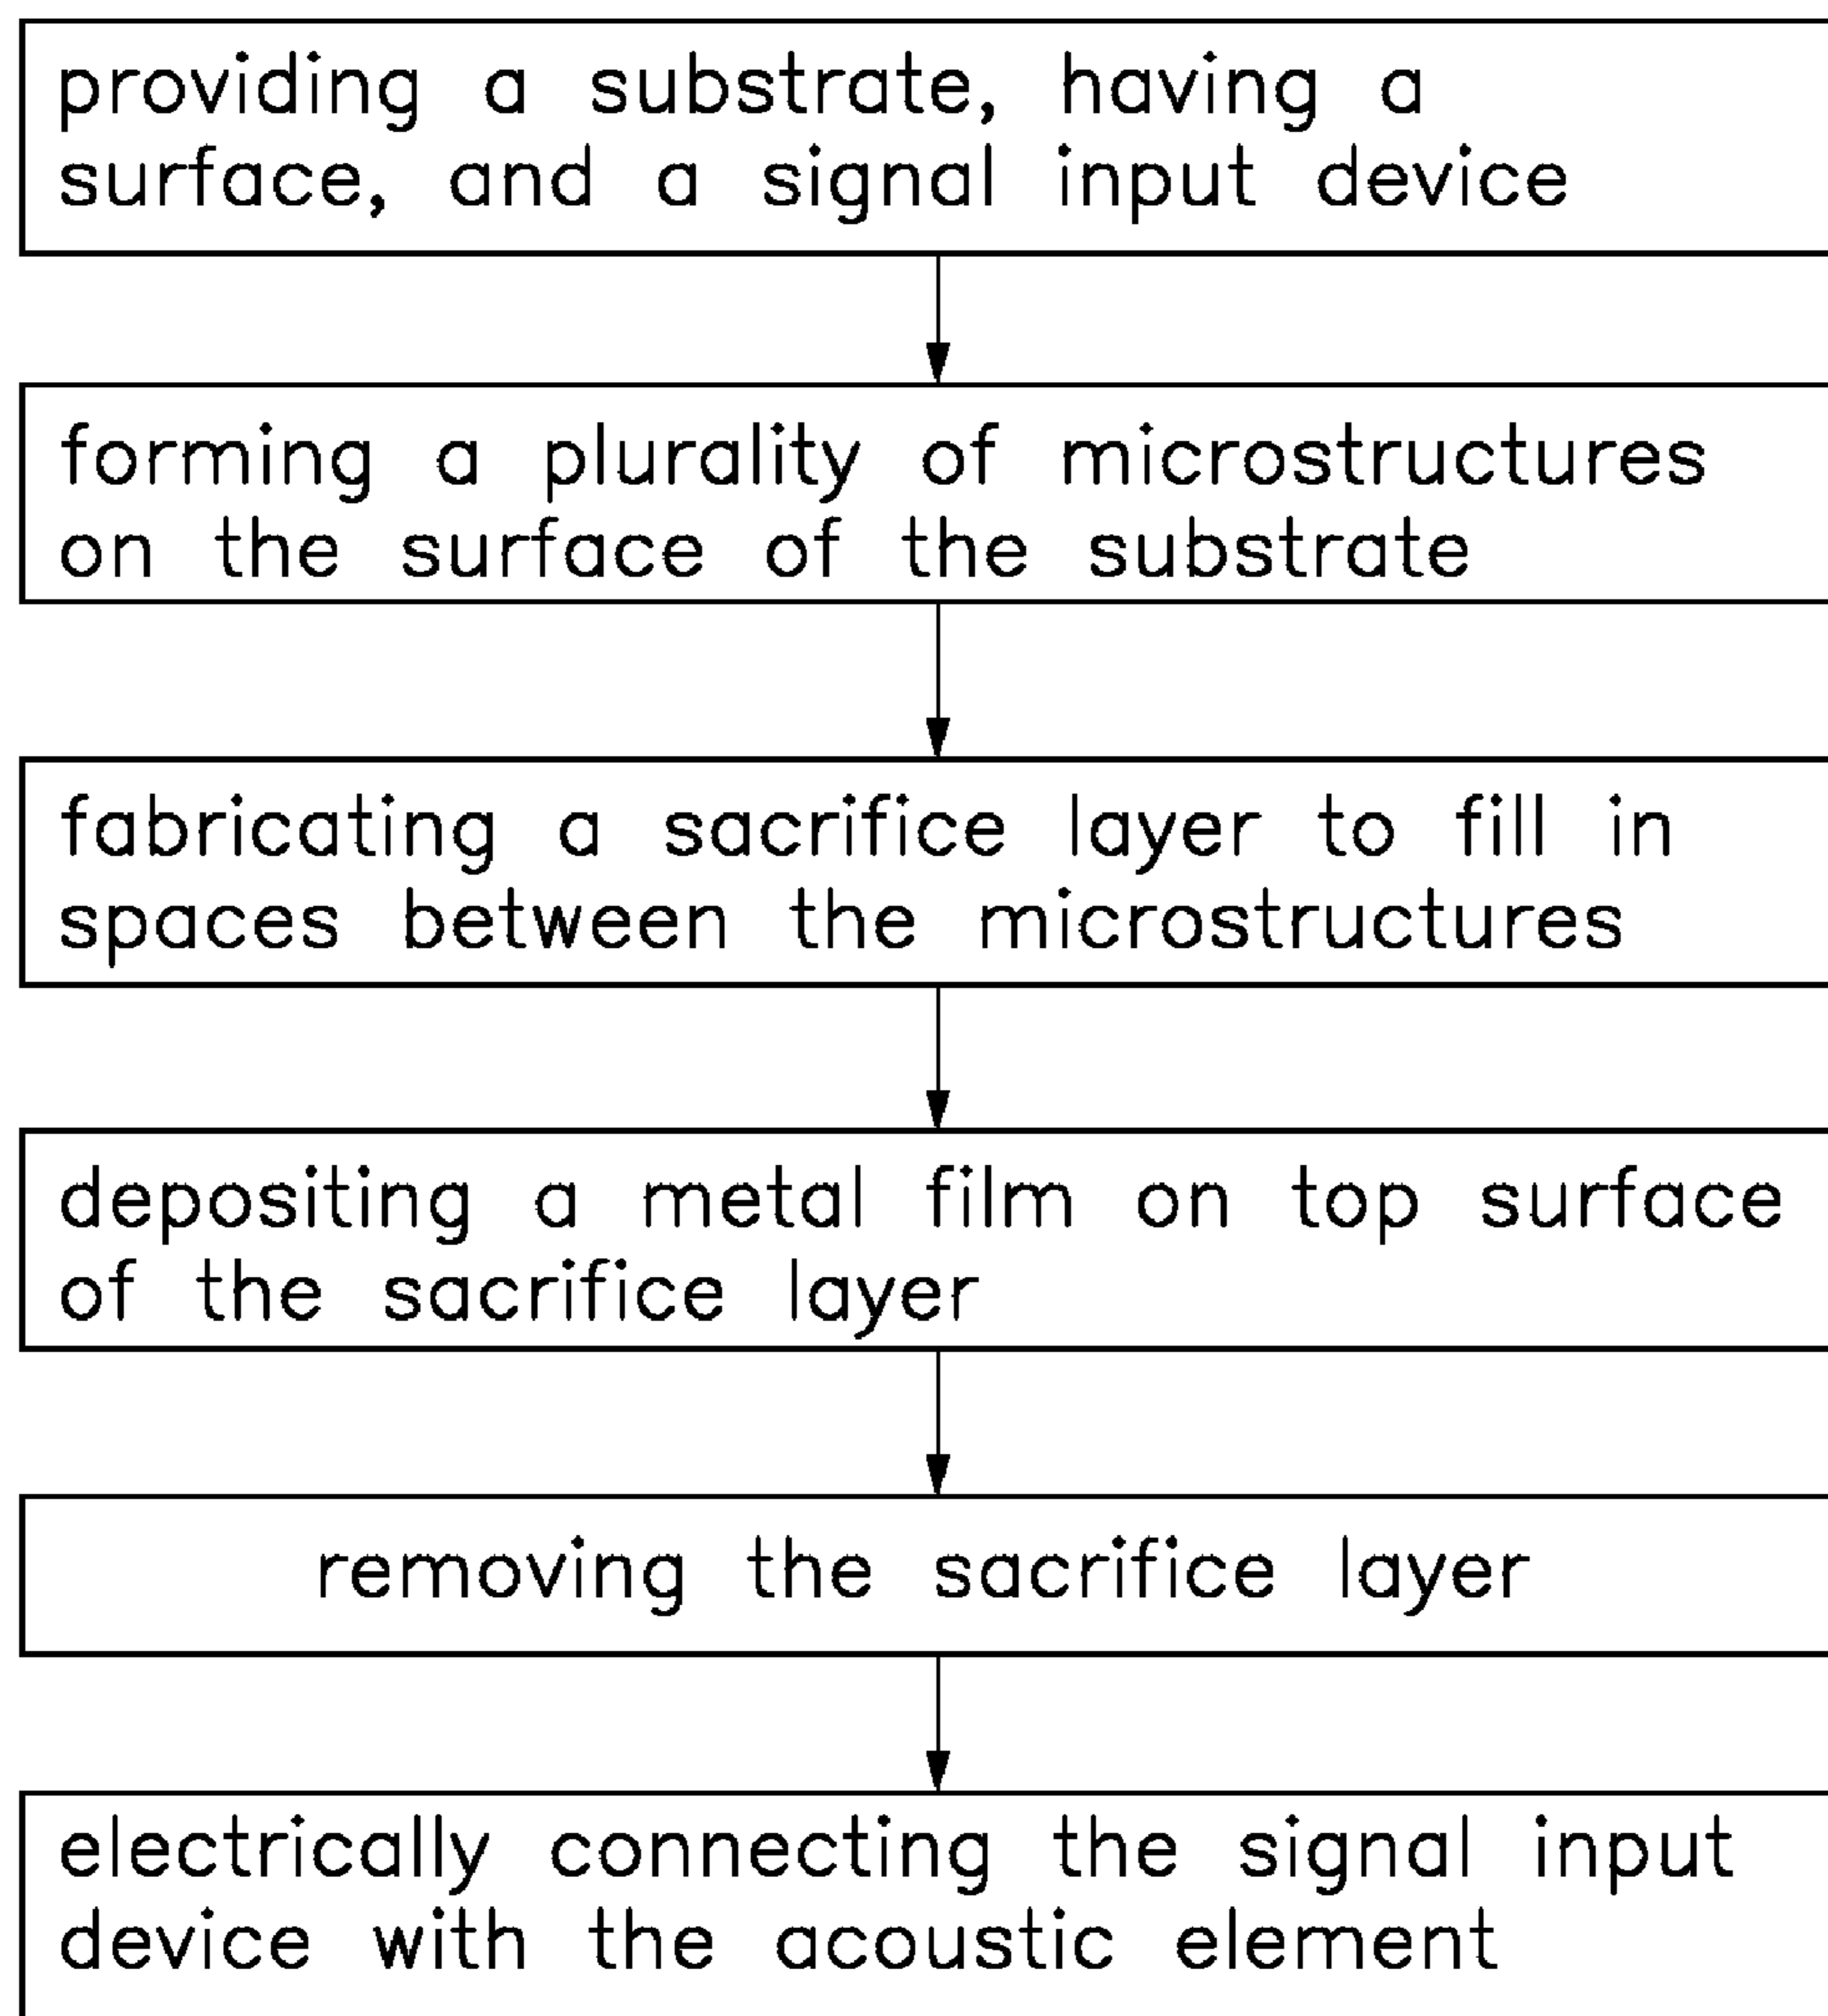 providing a substrate, having a
surface, and a signal input device
forming a plurality of microstructures
on the surface of the substrate
fabricating a sacrifice layer to fill in
spaces between the microstructures
depositing a metal film on top surface
of the sacrifice layer
removing the sacrifice layer
electrically connecting the signal input
device with the acoustic element